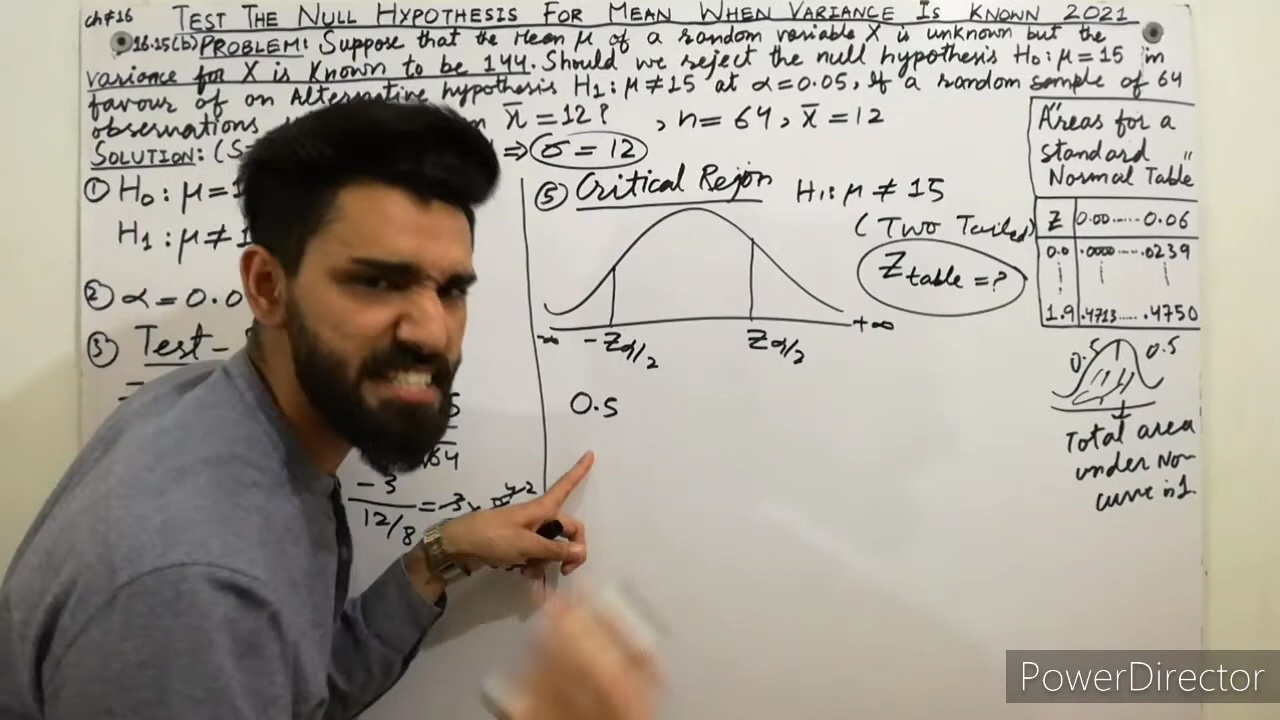 ch#16 TEST THE NULL HYPOTHESIS FOR MEAN WHEN VARIANCE IS KNOWN 2021
16.15(b) PROBLEM: Suppose that the Mean μ of a random variable X is unknown but the
variance for X is Known to be 144. Should we reject the null hypothesis H₀: μ = 15 in
favour of an Alternative hypothesis H₁: μ ≠ 15 at α = 0.05, if a random sample of 64
observations x̄ = 12? , n = 64, x̄ = 12
SOLUTION: ⇒ σ = 12
① H₀: μ = 1
H₁: μ ≠ 1
② α = 0.0
③ Test-
64
-3
12/8
= -3 ×
⑤ Critical Rejon H₁: μ ≠ 15
(Two Tailed)
Z table = ?
-∞ -Zα/2 Zα/2 +∞
0.5
"Areas for a
standard
Normal Table"
Z 0.00......0.06
0.0 .0000......0239
1.9 .4713......4750
0.5 0.5
Total area
under No-
curve is 1
PowerDirector